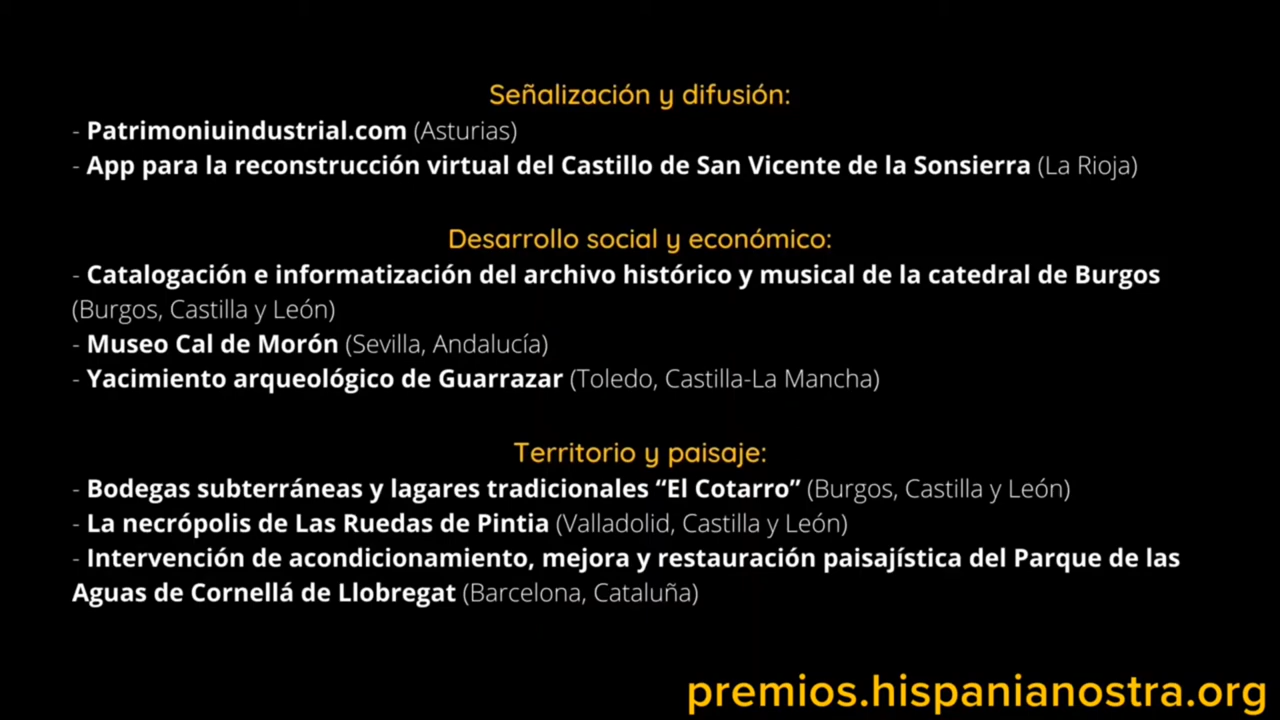 Señalización y difusión:
- Patrimoniuindustrial.com (Asturias)
- App para la reconstrucción virtual del Castillo de San Vicente de la Sonsierra (La Rioja)
Desarrollo social y económico:
- Catalogación e informatización del archivo histórico y musical de la catedral de Burgos
(Burgos, Castilla y León)
- Museo Cal de Morón (Sevilla, Andalucía)
- Yacimiento arqueológico de Guarrazar (Toledo, Castilla-La Mancha)
Territorio y paisaje:
- Bodegas subterráneas y lagares tradicionales “El Cotarro” (Burgos, Castilla y León)
- La necrópolis de Las Ruedas de Pintia (Valladolid, Castilla y León)
- Intervención de acondicionamiento, mejora y restauración paisajística del Parque de las
Aguas de Cornellá de Llobregat (Barcelona, Cataluña)
premios.hispanianostra.org